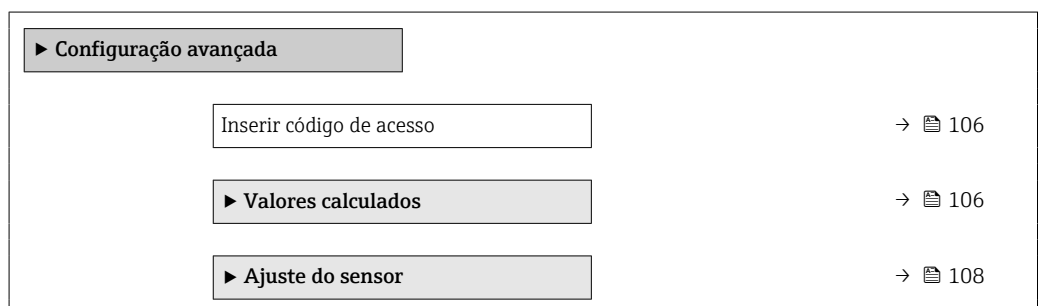 ▶ Configuração avançada
Inserir código de acesso → 106
▶ Valores calculados → 106
▶ Ajuste do sensor → 108